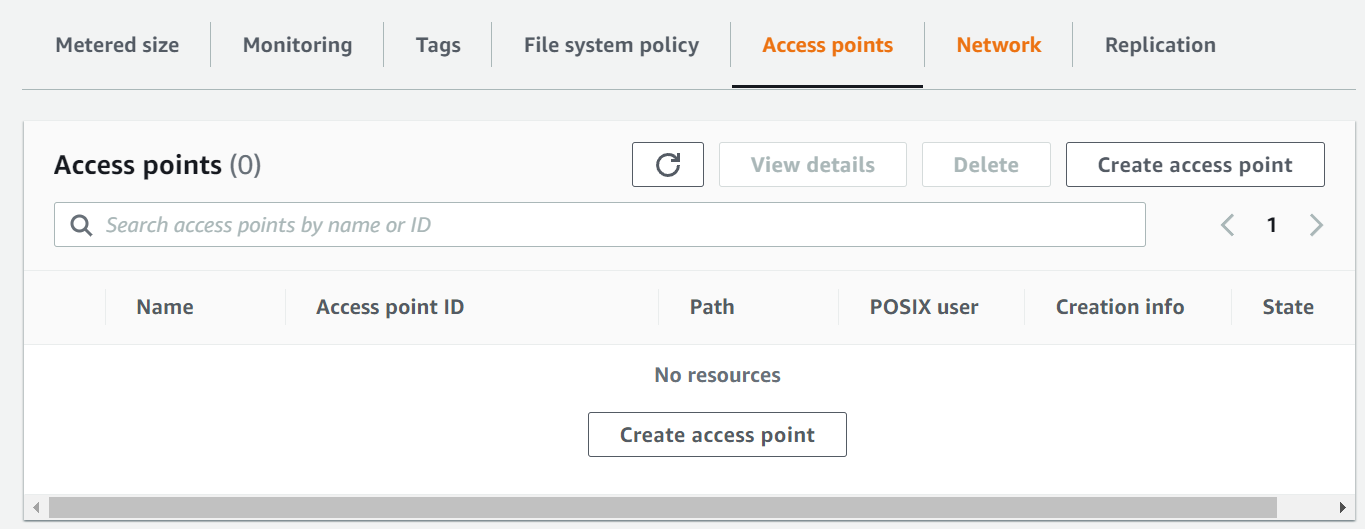 Metered size Monitoring Tags File system policy Access points Network Replication
Access points (0) View details Delete Create access point
Search access points by name or ID 1
Name Access point ID Path POSIX user Creation info State
No resources
Create access point